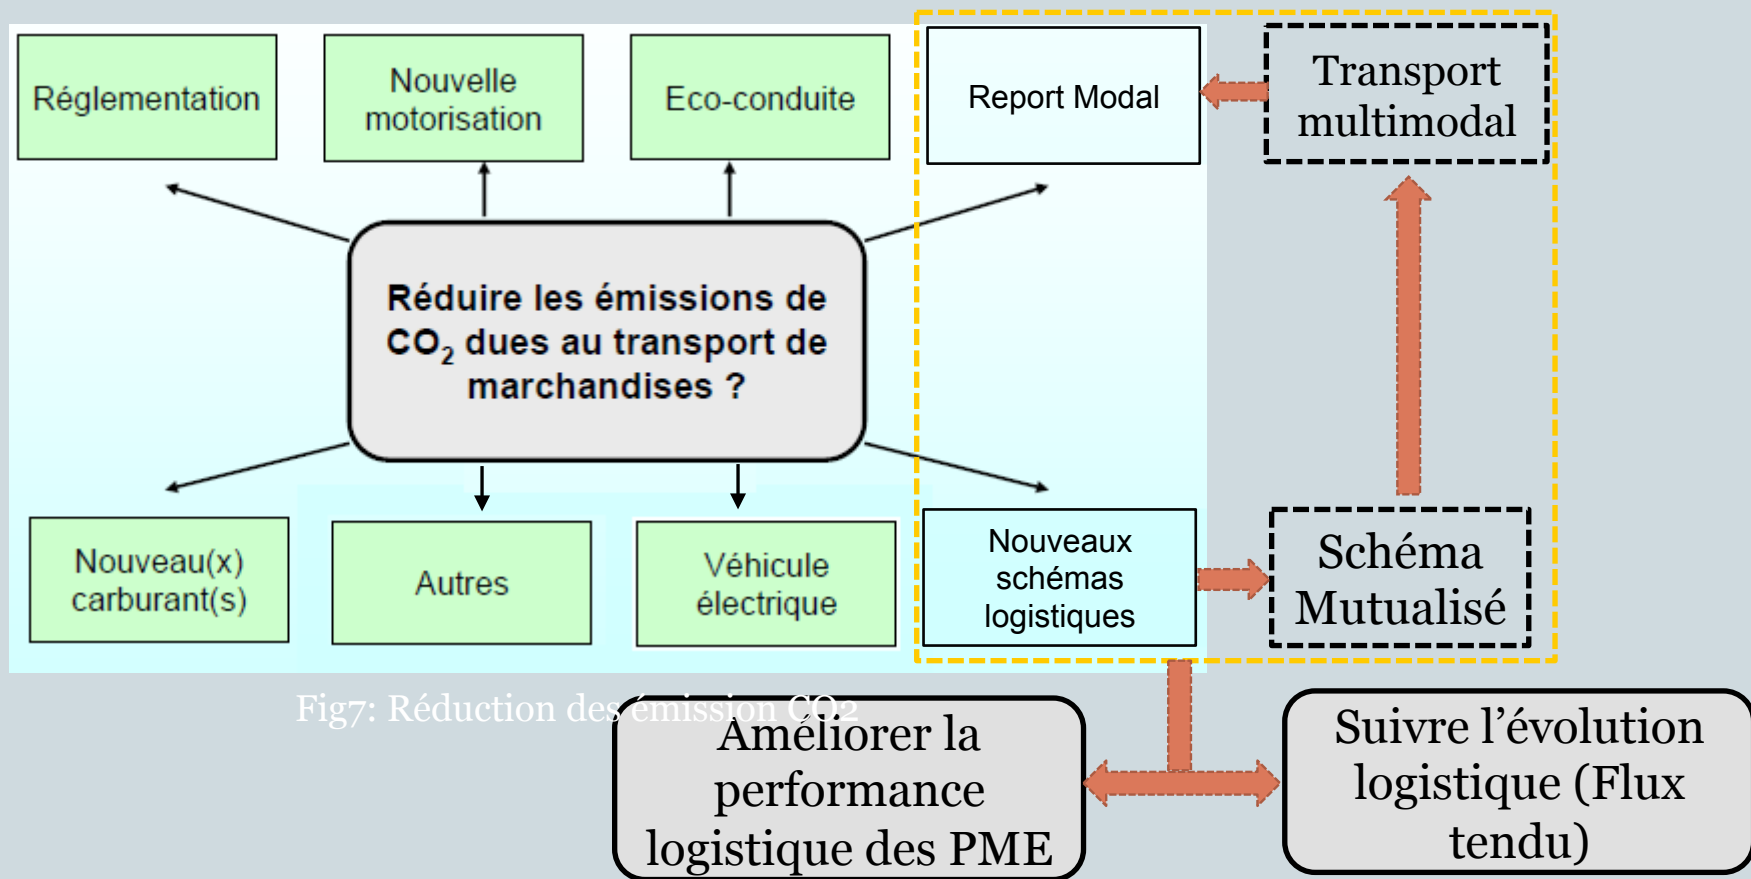 Réglementation
Nouvelle
motorisation
Eco-conduite
Report Modal
Transport
multimodal
Réduire les émissions de
CO₂ dues au transport de
marchandises ?
Nouveau(x)
carburant(s)
Autres
Véhicule
électrique
Nouveaux
schémas
logistiques
Schéma
Mutualisé
Fig7: Réduction des émission CO2
Améliorer la
performance
logistique des PME
Suivre l’évolution
logistique (Flux
tendu)